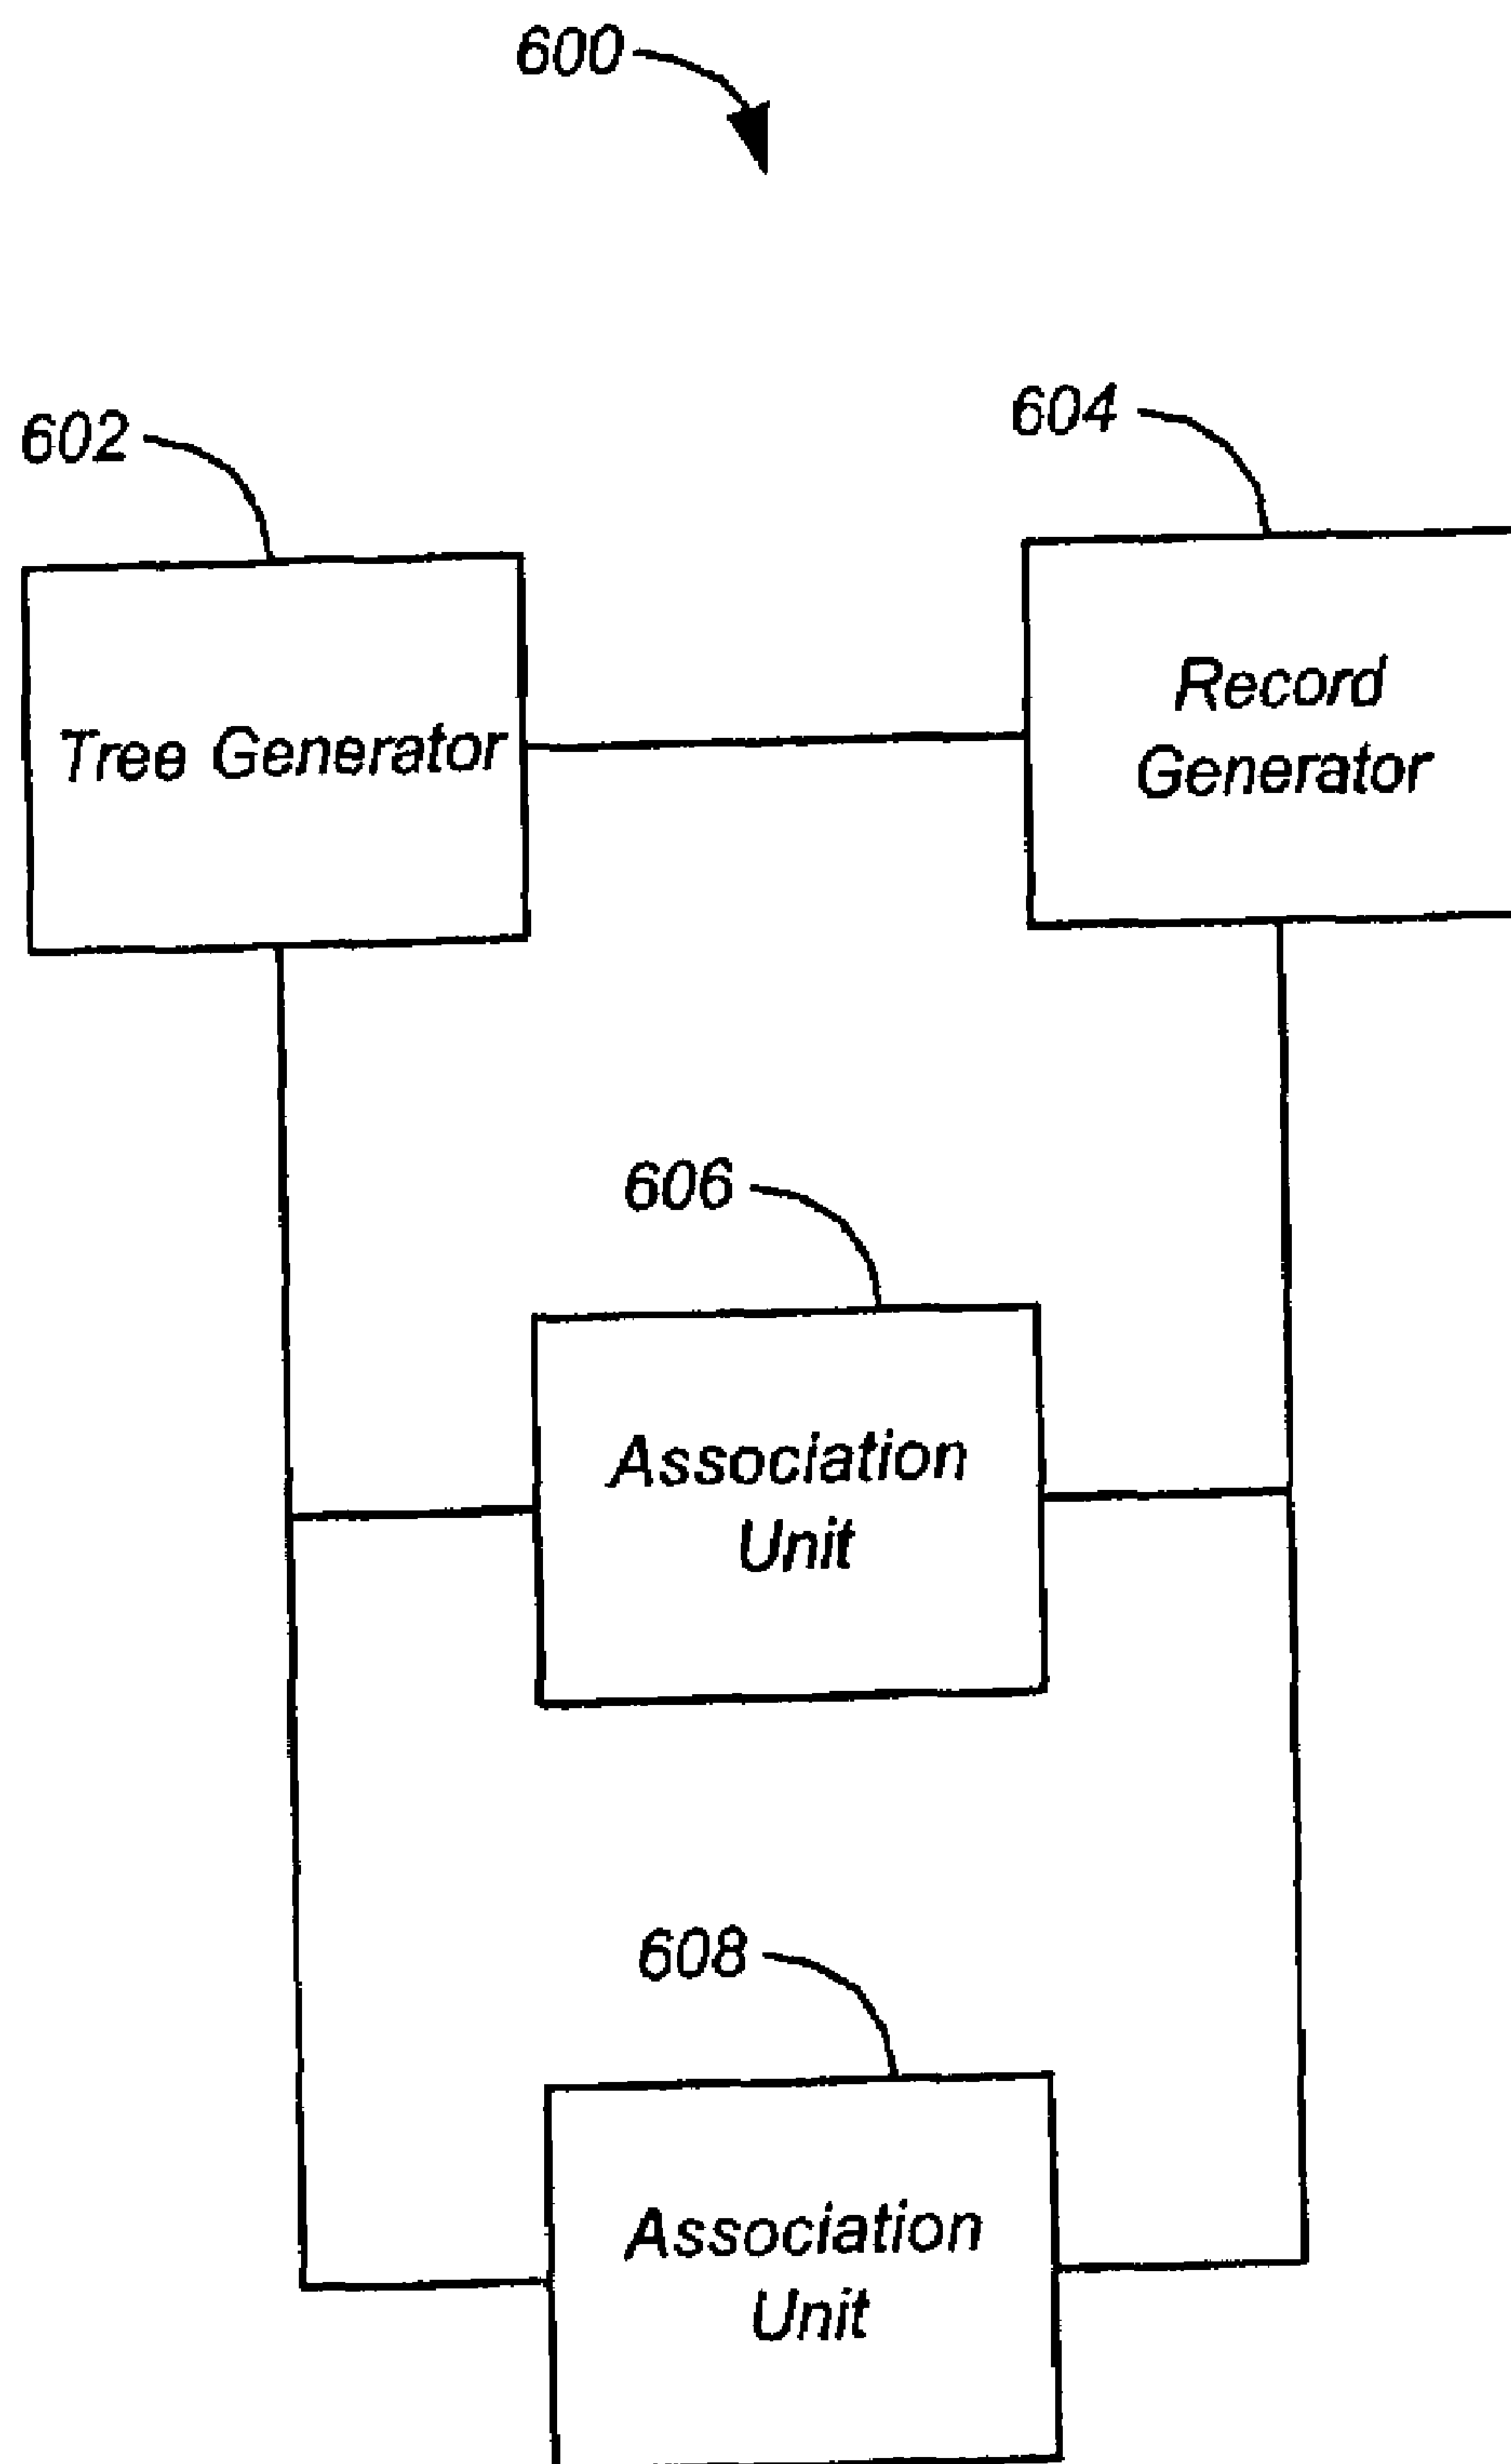 600
602
604
Tree Generator
Record
Generator
606
Association
Unit
608
Association
Unit